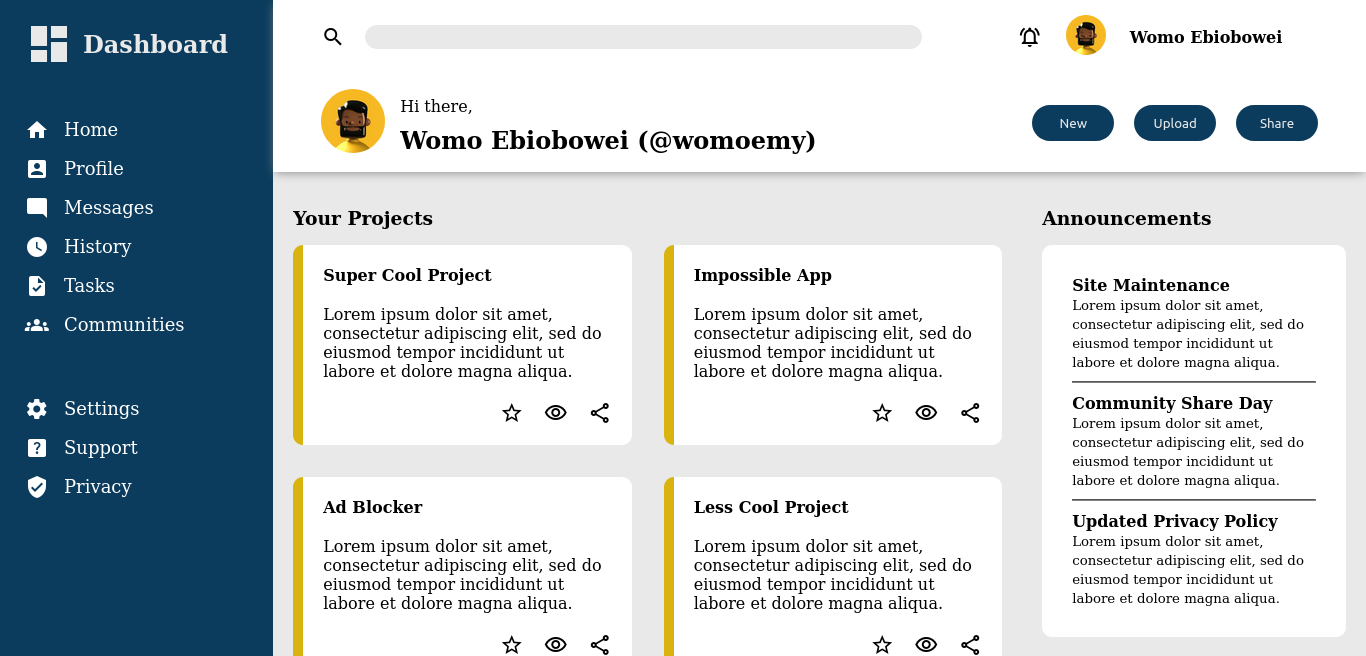 Dashboard
Home
Profile
Messages
History
Tasks
Communities
Settings
Support
Privacy
Womo Ebiobowei
Hi there,
Womo Ebiobowei (@womoemy)
New
Upload
Share
Your Projects
Super Cool Project
Lorem ipsum dolor sit amet,
consectetur adipiscing elit, sed do
eiusmod tempor incididunt ut
labore et dolore magna aliqua.
Impossible App
Lorem ipsum dolor sit amet,
consectetur adipiscing elit, sed do
eiusmod tempor incididunt ut
labore et dolore magna aliqua.
Ad Blocker
Lorem ipsum dolor sit amet,
consectetur adipiscing elit, sed do
eiusmod tempor incididunt ut
labore et dolore magna aliqua.
Less Cool Project
Lorem ipsum dolor sit amet,
consectetur adipiscing elit, sed do
eiusmod tempor incididunt ut
labore et dolore magna aliqua.
Announcements
Site Maintenance
Lorem ipsum dolor sit amet,
consectetur adipiscing elit, sed do
eiusmod tempor incididunt ut
labore et dolore magna aliqua.
Community Share Day
Lorem ipsum dolor sit amet,
consectetur adipiscing elit, sed do
eiusmod tempor incididunt ut
labore et dolore magna aliqua.
Updated Privacy Policy
Lorem ipsum dolor sit amet,
consectetur adipiscing elit, sed do
eiusmod tempor incididunt ut
labore et dolore magna aliqua.